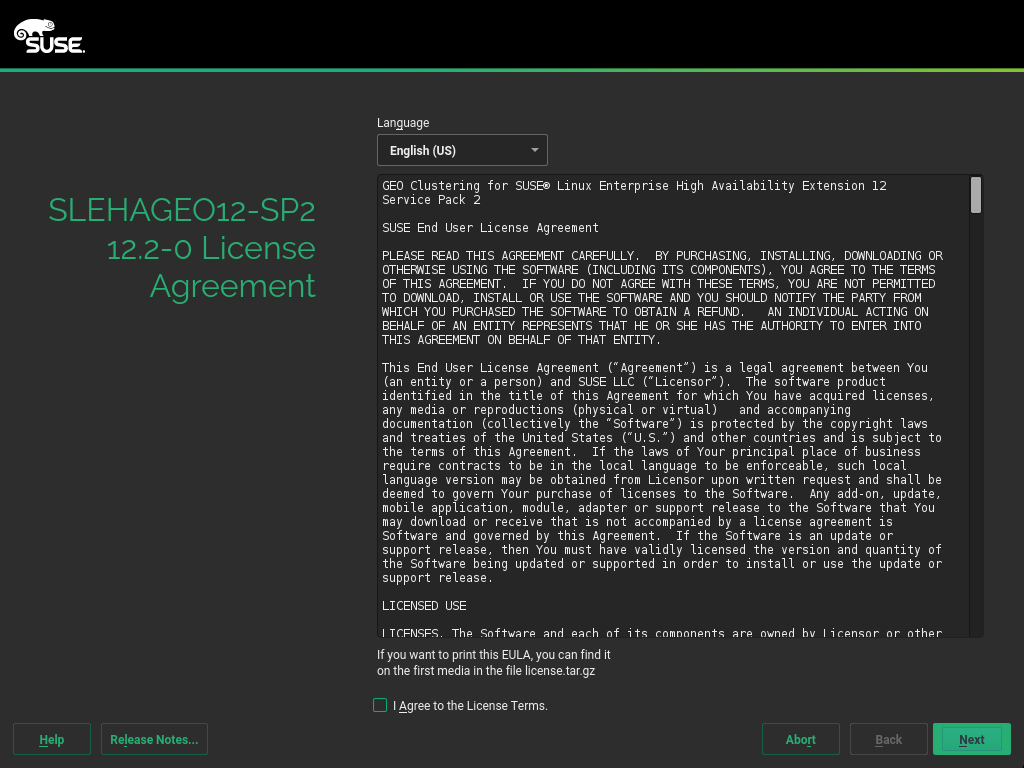 SUSE.
Language
English (US)
SLEHAGEO12-SP2
12.2-0 License
Agreement
GEO Clustering for SUSE® Linux Enterprise High Availability Extension 12
Service Pack 2
SUSE End User License Agreement
PLEASE READ THIS AGREEMENT CAREFULLY.  BY PURCHASING, INSTALLING, DOWNLOADING OR
OTHERWISE USING THE SOFTWARE (INCLUDING ITS COMPONENTS), YOU AGREE TO THE TERMS
OF THIS AGREEMENT.  IF YOU DO NOT AGREE WITH THESE TERMS, YOU ARE NOT PERMITTED
TO DOWNLOAD, INSTALL OR USE THE SOFTWARE AND YOU SHOULD NOTIFY THE PARTY FROM
WHICH YOU PURCHASED THE SOFTWARE TO OBTAIN A REFUND.   AN INDIVIDUAL ACTING ON
BEHALF OF AN ENTITY REPRESENTS THAT HE OR SHE HAS THE AUTHORITY TO ENTER INTO
THIS AGREEMENT ON BEHALF OF THAT ENTITY.
This End User License Agreement (“Agreement”) is a legal agreement between You
(an entity or a person) and SUSE LLC (“Licensor”).  The software product
identified in the title of this Agreement for which You have acquired licenses,
any media or reproductions (physical or virtual)   and accompanying
documentation (collectively the “Software”) is protected by the copyright laws
and treaties of the United States (“U.S.”) and other countries and is subject to
the terms of this Agreement.  If the laws of Your principal place of business
require contracts to be in the local language to be enforceable, such local
language version may be obtained from Licensor upon written request and shall be
deemed to govern Your purchase of licenses to the Software.  Any add-on, update,
mobile application, module, adapter or support release to the Software that You
may download or receive that is not accompanied by a license agreement is
Software and governed by this Agreement.  If the Software is an update or
support release, then You must have validly licensed the version and quantity of
the Software being updated or supported in order to install or use the update or
support release.
LICENSED USE
LICENSES. The Software and each of its components are owned by Licensor or other
If you want to print this EULA, you can find it
on the first media in the file license.tar.gz
I Agree to the License Terms.
Help
Release Notes...
Abort
Back
Next